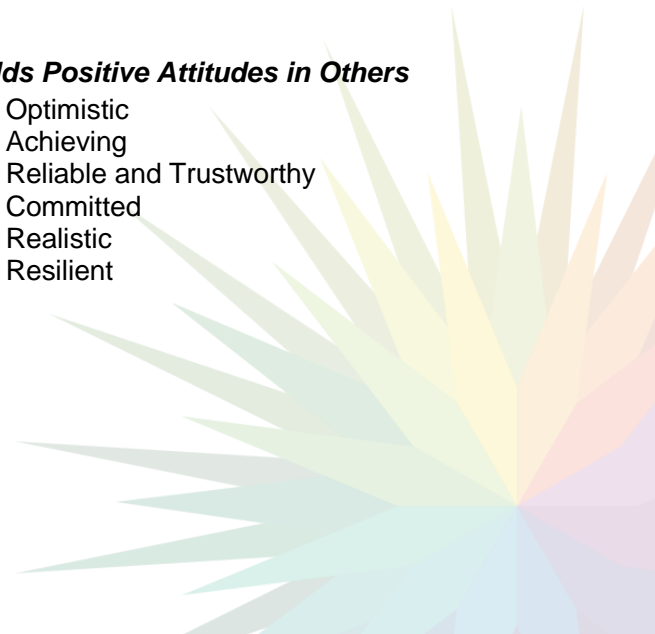 lds Positive Attitudes in Others
Optimistic
Achieving
Reliable and Trustworthy
Committed
Realistic
Resilient